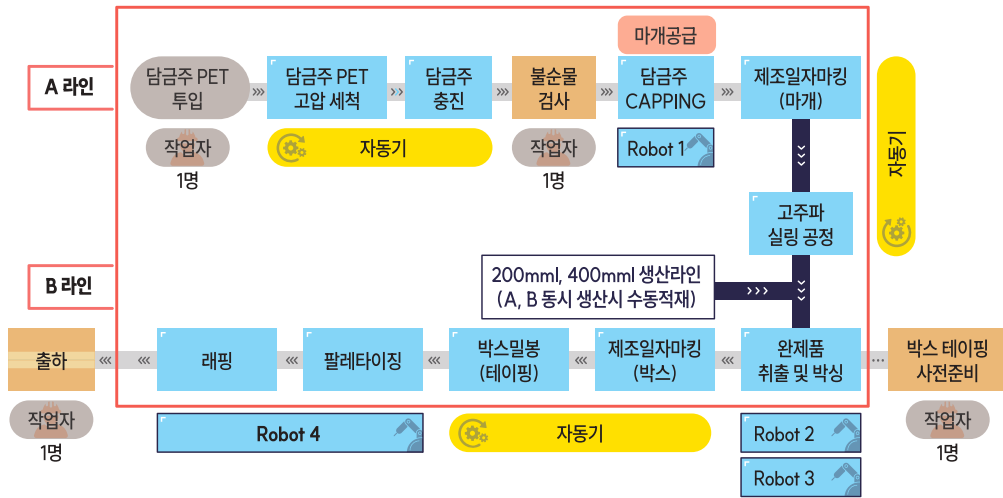 마개공급
A 라인
담금주 PET
투입
담금주 PET
고압 세척
담금주
충진
불순물
검사
담금주
CAPPING
제조일자마킹
(마개)
작업자
1명
자동기
작업자
1명
Robot 1
자동기
고주파
실링 공정
B 라인
200mml, 400mml 생산라인
(A, B 동시 생산시 수동적재)
출하
래핑
팔레타이징
박스밀봉
(테이핑)
제조일자마킹
(박스)
완제품
취출 및 박싱
박스 테이핑
사전준비
작업자
1명
Robot 4
자동기
Robot 2
Robot 3
작업자
1명